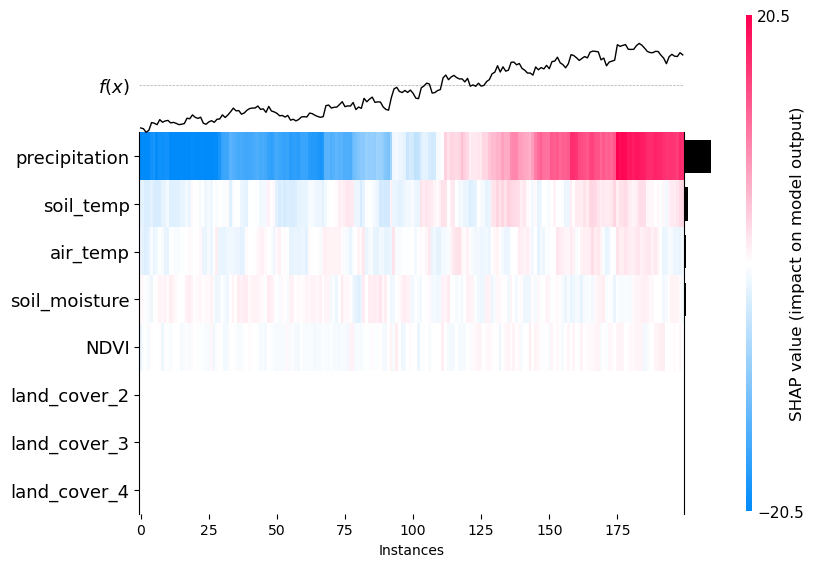 20.5
f(x)
precipitation
soil_temp
air_temp
soil_moisture
NDVI
land_cover_2
land_cover_3
land_cover_4
0 25 50 75 100 125 150 175
Instances
SHAP value (impact on model output)
−20.5